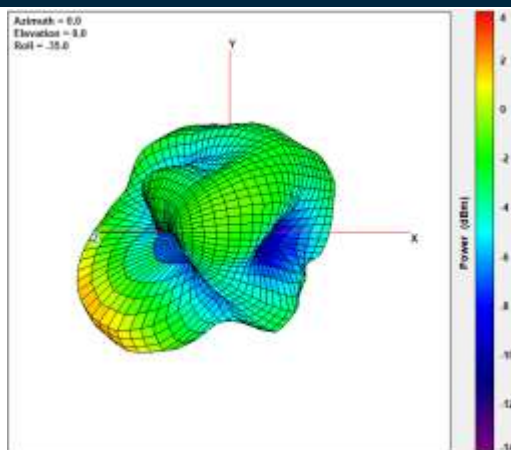 Azimuth = 0.0
Elevation = 0.0
Roll = -35.0
Y
X
Power (dBm)
4
2
0
-2
-4
-6
-8
-10
-12
-14